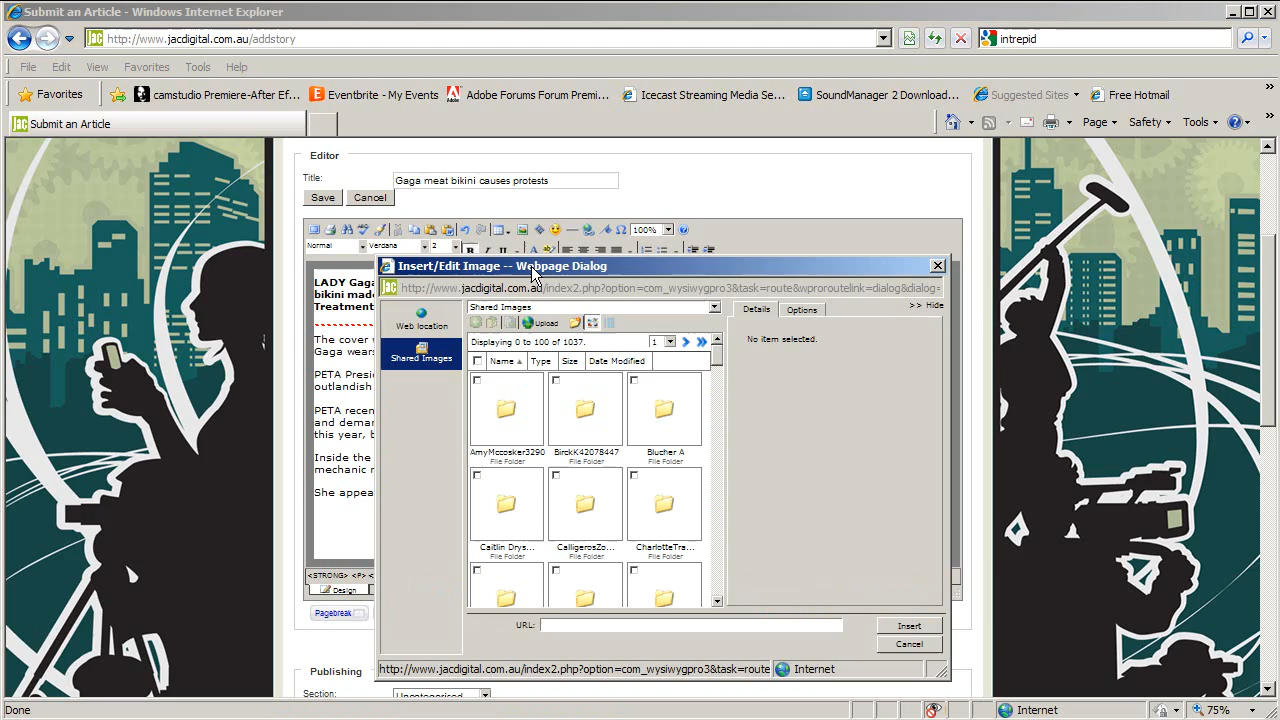 Submit an Article - Windows Internet Explorer
http://www.jacdigital.com.au/addstory
intrepid
File Edit View Favorites Tools Help
Favorites camstudio Premiere-After Ef... Eventbrite - My Events Adobe Forums Forum Premi... Icecast Streaming Media Se... SoundManager 2 Download... Suggested Sites Free Hotmail
Jac Submit an Article
Page Safety Tools
Editor
Title: Gaga meat bikini causes protests
Save Cancel
100%
Normal Verdana 2
Insert/Edit Image -- Webpage Dialog
Jac http://www.jacdigital.com.au/index2.php?option=com_wysiwygpro3&task=route&wproroutelink=dialog&dialog=
LADY Gaga
bikini made
Treatment
The cover
Gaga wears
PETA Presi
outlandish
PETA recen
and deman
this year, b
Inside the
mechanic r
She appea
Web location
Shared Images
Shared Images
Upload
Displaying 0 to 100 of 1037.
1
Name Type Size Date Modified
AmyMccosker3290 BirckK42078447 Blucher A
File Folder File Folder File Folder
Caitlin Drys... CalligerosZo... CharlotteTra...
File Folder File Folder File Folder
Details Options
>> Hide
No item selected.
URL:
Insert
Cancel
http://www.jacdigital.com.au/index2.php?option=com_wysiwygpro3&task=route Internet
<STRONG> <P>
Design
Pagebreak
Publishing
Section: Uncategorised
Done Internet 75%